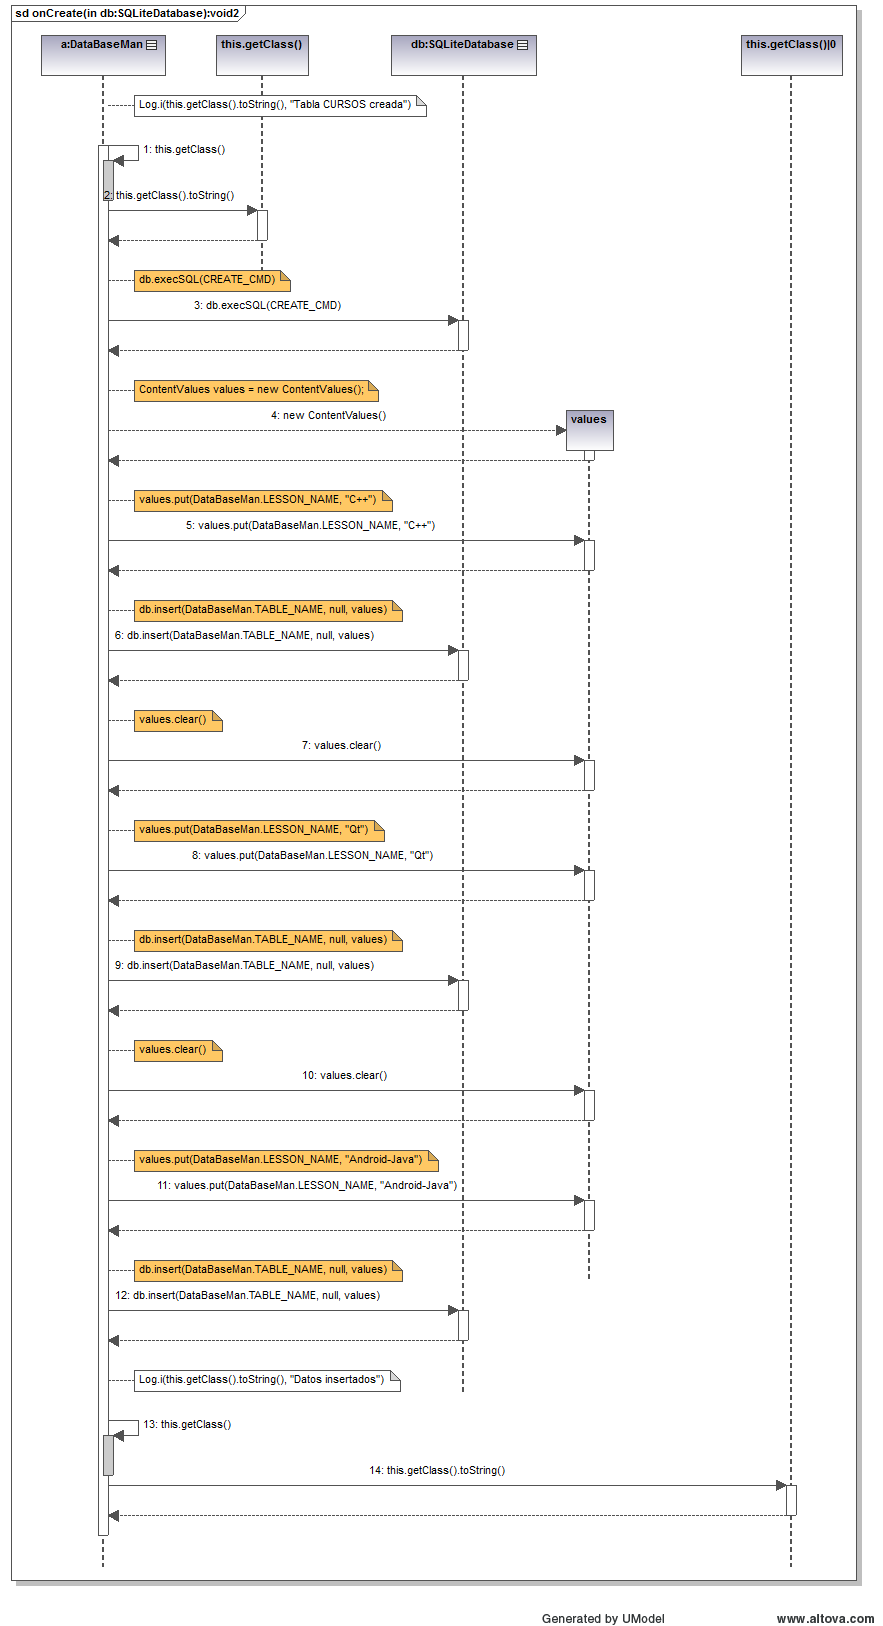 sd onCreate(in db:SQLiteDatabase):void2
a:DataBaseMan
this.getClass()
db:SQLiteDatabase
this.getClass()|0
Log.i(this.getClass().toString(), "Tabla CURSOS creada")
1: this.getClass()
2: this.getClass().toString()
db.execSQL(CREATE_CMD)
3: db.execSQL(CREATE_CMD)
ContentValues values = new ContentValues();
4: new ContentValues()
values
values.put(DataBaseMan.LESSON_NAME, "C++")
5: values.put(DataBaseMan.LESSON_NAME, "C++")
db.insert(DataBaseMan.TABLE_NAME, null, values)
6: db.insert(DataBaseMan.TABLE_NAME, null, values)
values.clear()
7: values.clear()
values.put(DataBaseMan.LESSON_NAME, "Qt")
8: values.put(DataBaseMan.LESSON_NAME, "Qt")
db.insert(DataBaseMan.TABLE_NAME, null, values)
9: db.insert(DataBaseMan.TABLE_NAME, null, values)
values.clear()
10: values.clear()
values.put(DataBaseMan.LESSON_NAME, "Android-Java")
11: values.put(DataBaseMan.LESSON_NAME, "Android-Java")
db.insert(DataBaseMan.TABLE_NAME, null, values)
12: db.insert(DataBaseMan.TABLE_NAME, null, values)
Log.i(this.getClass().toString(), "Datos insertados")
13: this.getClass()
14: this.getClass().toString()
Generated by UModel
www.altova.com